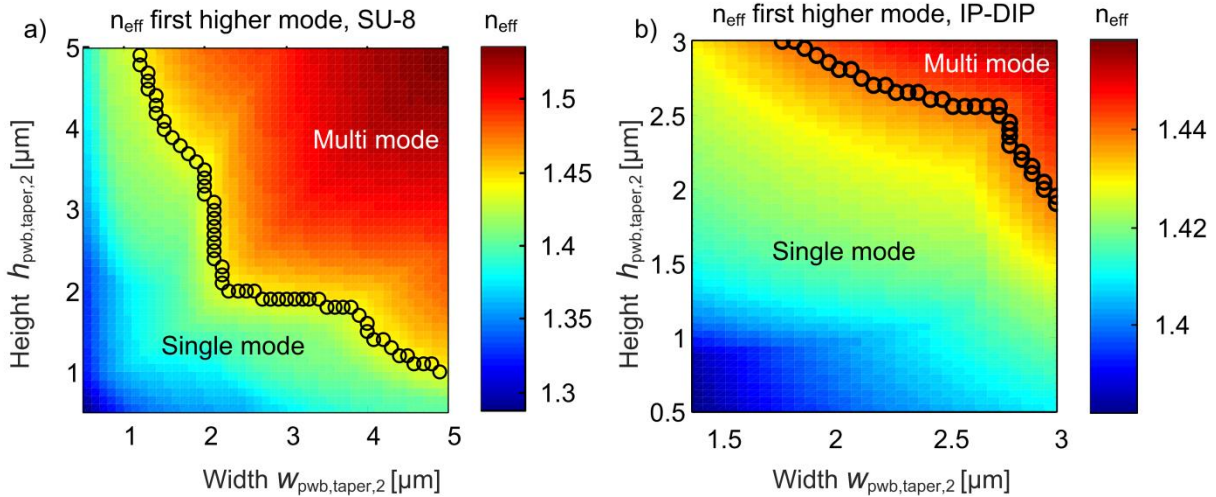 a)
n_eff first higher mode, SU-8
n_eff
5
4
3
2
1
Height h_pwb,taper,2 [µm]
Multi mode
Single mode
1 2 3 4 5
Width w_pwb,taper,2 [µm]
1.5
1.45
1.4
1.35
1.3
b)
n_eff first higher mode, IP-DIP
n_eff
3
2.5
2
1.5
1
0.5
Height h_pwb,taper,2 [µm]
Multi mode
Single mode
1.5 2 2.5 3
Width w_pwb,taper,2 [µm]
1.44
1.42
1.4